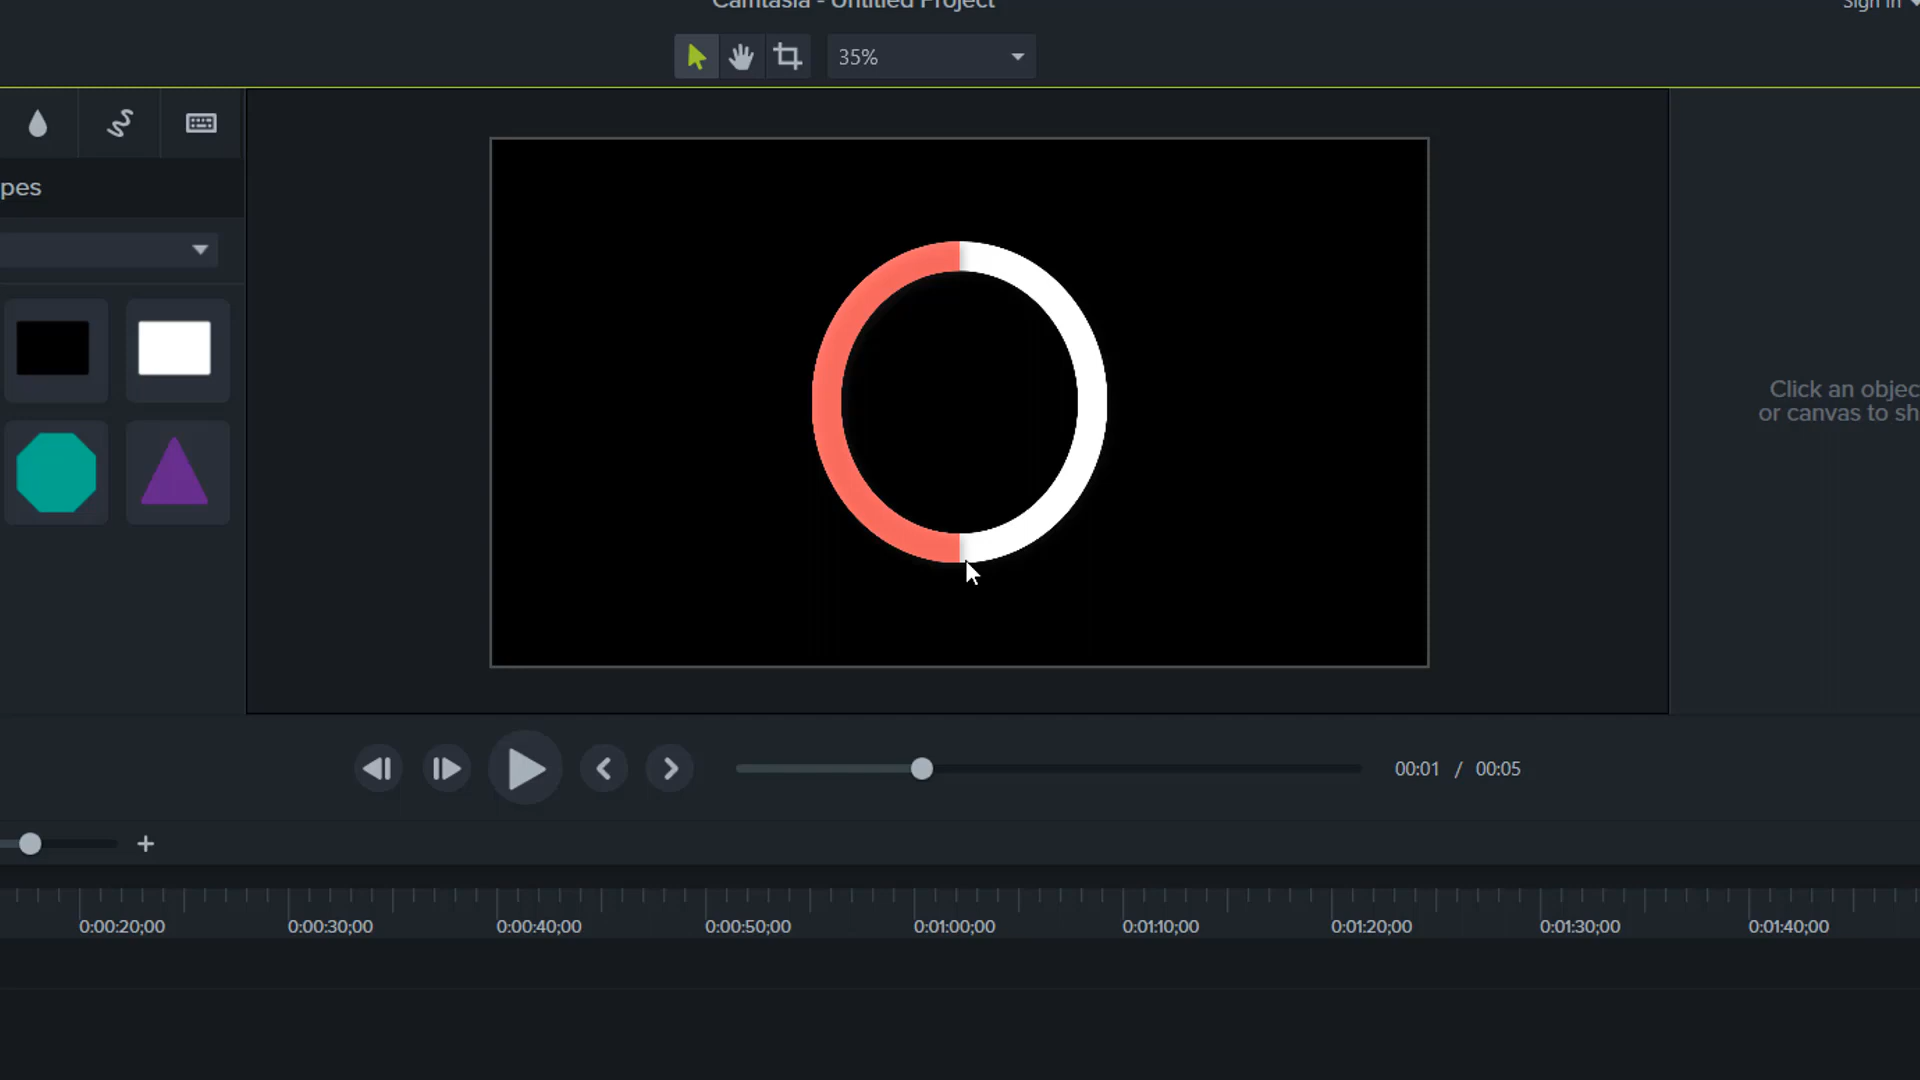 Camtasia - Untitled Project
Sign in
35%
pes
Click an objec
or canvas to sh
00:01 / 00:05
0:00:20;00 0:00:30;00 0:00:40;00 0:00:50;00 0:01:00;00 0:01:10;00 0:01:20;00 0:01:30;00 0:01:40;00